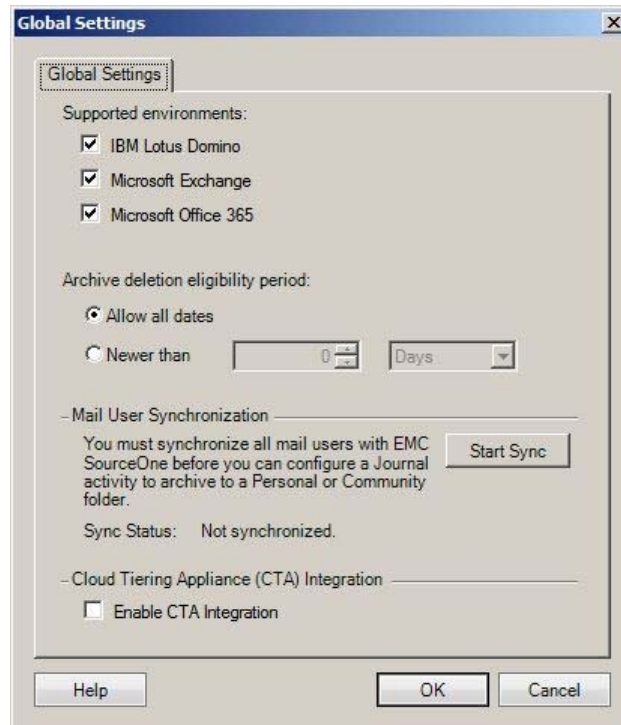 Global Settings
Global Settings
Supported environments:
IBM Lotus Domino
Microsoft Exchange
Microsoft Office 365
Archive deletion eligibility period:
Allow all dates
Newer than 0 Days
Mail User Synchronization
You must synchronize all mail users with EMC
SourceOne before you can configure a Journal
activity to archive to a Personal or Community
folder.
Start Sync
Sync Status: Not synchronized.
Cloud Tiering Appliance (CTA) Integration
Enable CTA Integration
Help OK Cancel